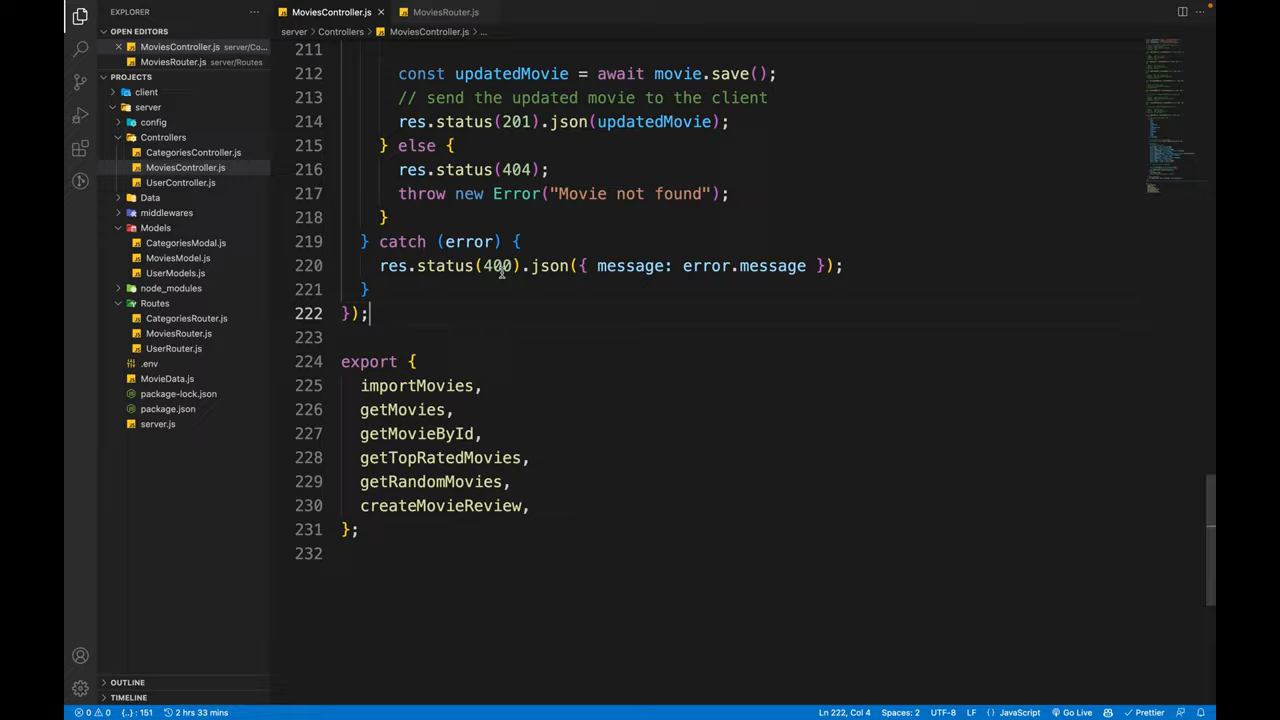 EXPLORER
MoviesController.js
MoviesRouter.js
OPEN EDITORS
server > Controllers > MoviesController.js > ...
MoviesController.js server/Co...
MoviesRouter.js server/Routes
PROJECTS
client
server
config
Controllers
CategoriesController.js
MoviesController.js
UserController.js
Data
middlewares
Models
CategoriesModal.js
MoviesModel.js
UserModels.js
node_modules
Routes
CategoriesRouter.js
MoviesRouter.js
UserRouter.js
.env
MovieData.js
package-lock.json
package.json
server.js
OUTLINE
TIMELINE
211
212 const updatedMovie = await movie.save();
213 // send the updated movie to the client
214 res.status(201).json(updatedMovie);
215 } else {
216 res.status(404);
217 throw new Error("Movie not found");
218 }
219 } catch (error) {
220 res.status(400).json({ message: error.message });
221 }
222 });
223
224 export {
225 importMovies,
226 getMovies,
227 getMovieById,
228 getTopRatedMovies,
229 getRandomMovies,
230 createMovieReview,
231 };
232
0 0 {..} : 151 2 hrs 33 mins Ln 222, Col 4 Spaces: 2 UTF-8 LF {} JavaScript Go Live Prettier